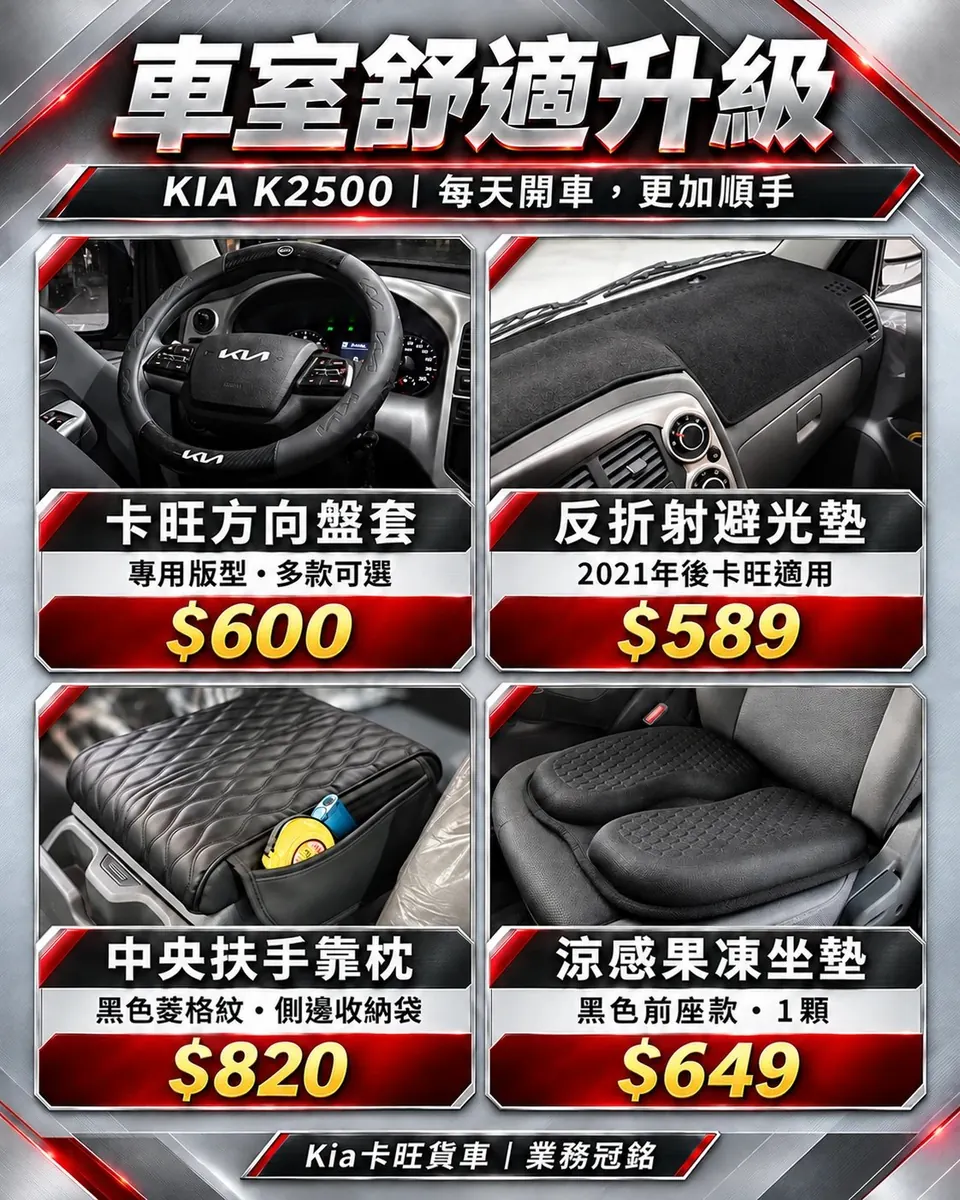 車室舒適升級
KIA K2500｜每天開車，更加順手
KIA
KIA
卡旺方向盤套
專用版型・多款可選
$600
反折射避光墊
2021年後卡旺適用
$589
中央扶手靠枕
黑色菱格紋・側邊收納袋
$820
涼感果凍坐墊
黑色前座款・1顆
$649
Kia卡旺貨車｜業務冠銘